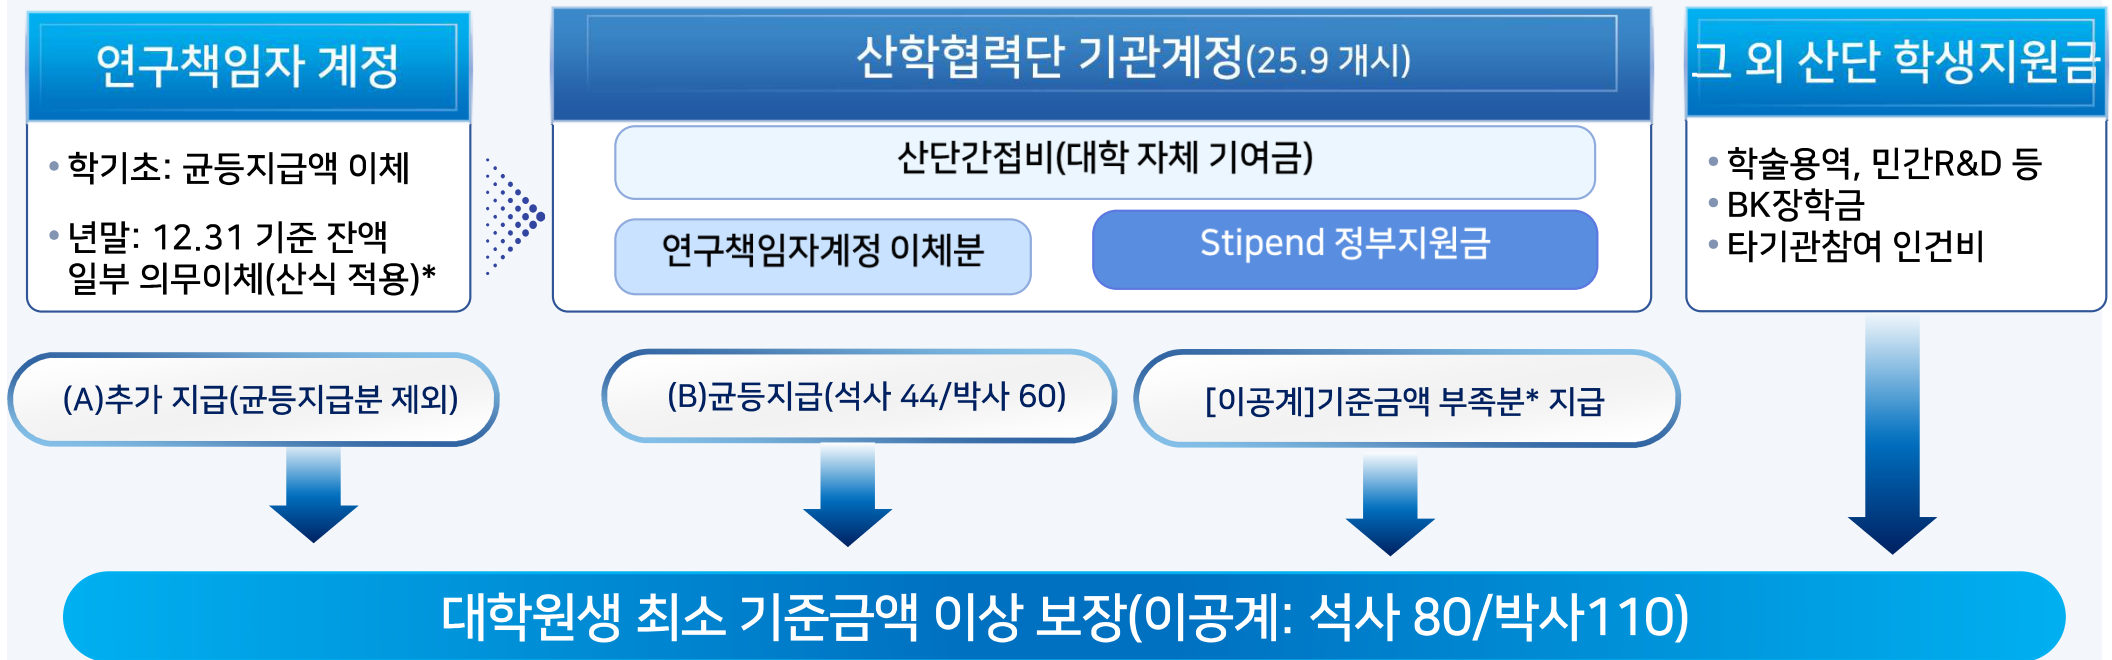 연구책임자 계정
• 학기초: 균등지급액 이체
• 년말: 12.31 기준 잔액
일부 의무이체(산식 적용)*
산학협력단 기관계정(25.9 개시)
산단간접비(대학 자체 기여금)
연구책임자계정 이체분
Stipend 정부지원금
그 외 산단 학생지원금
• 학술용역, 민간R&D 등
• BK장학금
• 타기관참여 인건비
(A)추가 지급(균등지급분 제외)
(B)균등지급(석사 44/박사 60)
[이공계]기준금액 부족분* 지급
대학원생 최소 기준금액 이상 보장(이공계: 석사 80/박사110)